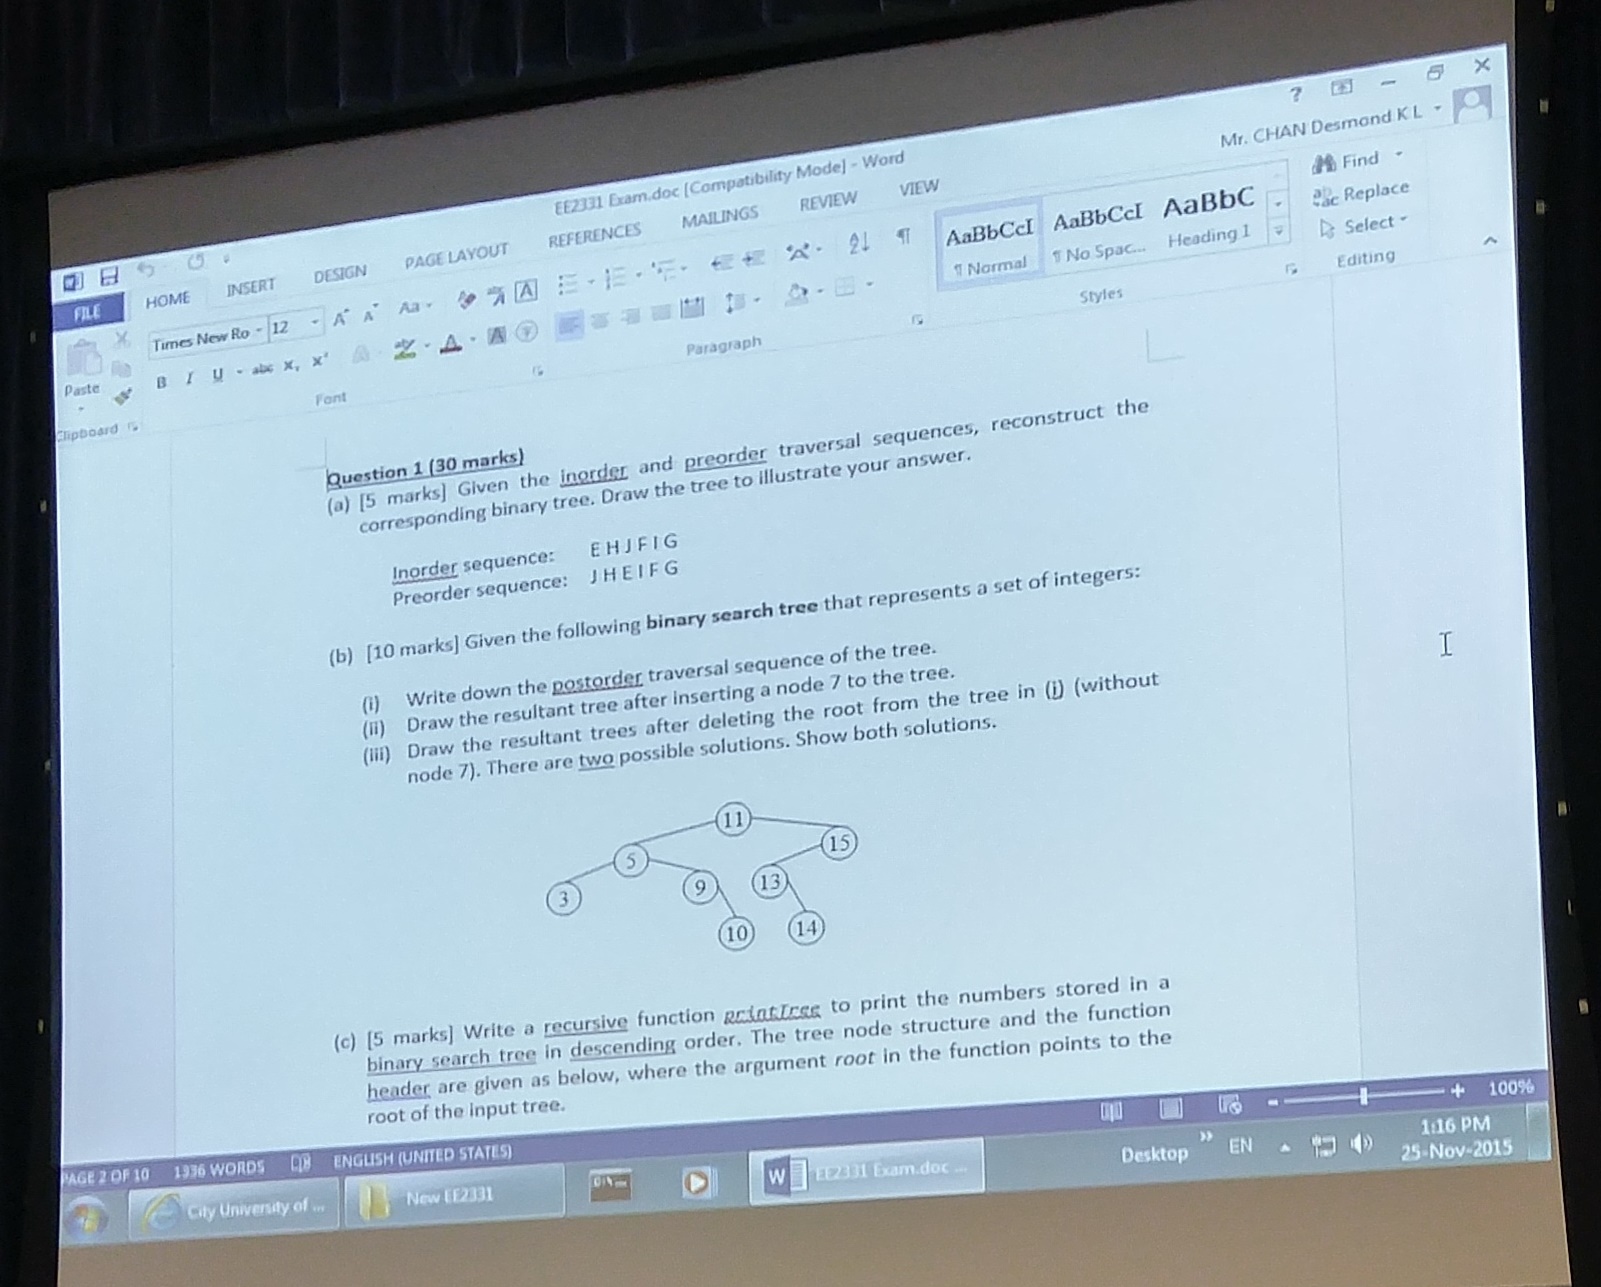 Mr. CHAN Desmond K L
EE2331 Exam.doc [Compatibility Mode] - Word
FILE HOME INSERT DESIGN PAGE LAYOUT REFERENCES MAILINGS REVIEW VIEW
Times New Ro 12 Aa
AaBbCcI AaBbCcI AaBbC
¶ Normal ¶ No Spac... Heading 1
Find
Replace
Select
Paste
B I U abc
Clipboard Font Paragraph Styles Editing
Question 1 (30 marks)
(a) [5 marks] Given the inorder and preorder traversal sequences, reconstruct the
corresponding binary tree. Draw the tree to illustrate your answer.
Inorder sequence: E H J F I G
Preorder sequence: J H E I F G
(b) [10 marks] Given the following binary search tree that represents a set of integers:
(i) Write down the postorder traversal sequence of the tree.
(ii) Draw the resultant tree after inserting a node 7 to the tree.
(iii) Draw the resultant trees after deleting the root from the tree in (i) (without
node 7). There are two possible solutions. Show both solutions.
11
5 15
3 9 13
10 14
(c) [5 marks] Write a recursive function printTree to print the numbers stored in a
binary search tree in descending order. The tree node structure and the function
header are given as below, where the argument root in the function points to the
root of the input tree.
PAGE 2 OF 10 1336 WORDS ENGLISH (UNITED STATES) 100%
City University of ... New EE2331 EE2331 Exam.doc ... Desktop EN 1:16 PM
25-Nov-2015